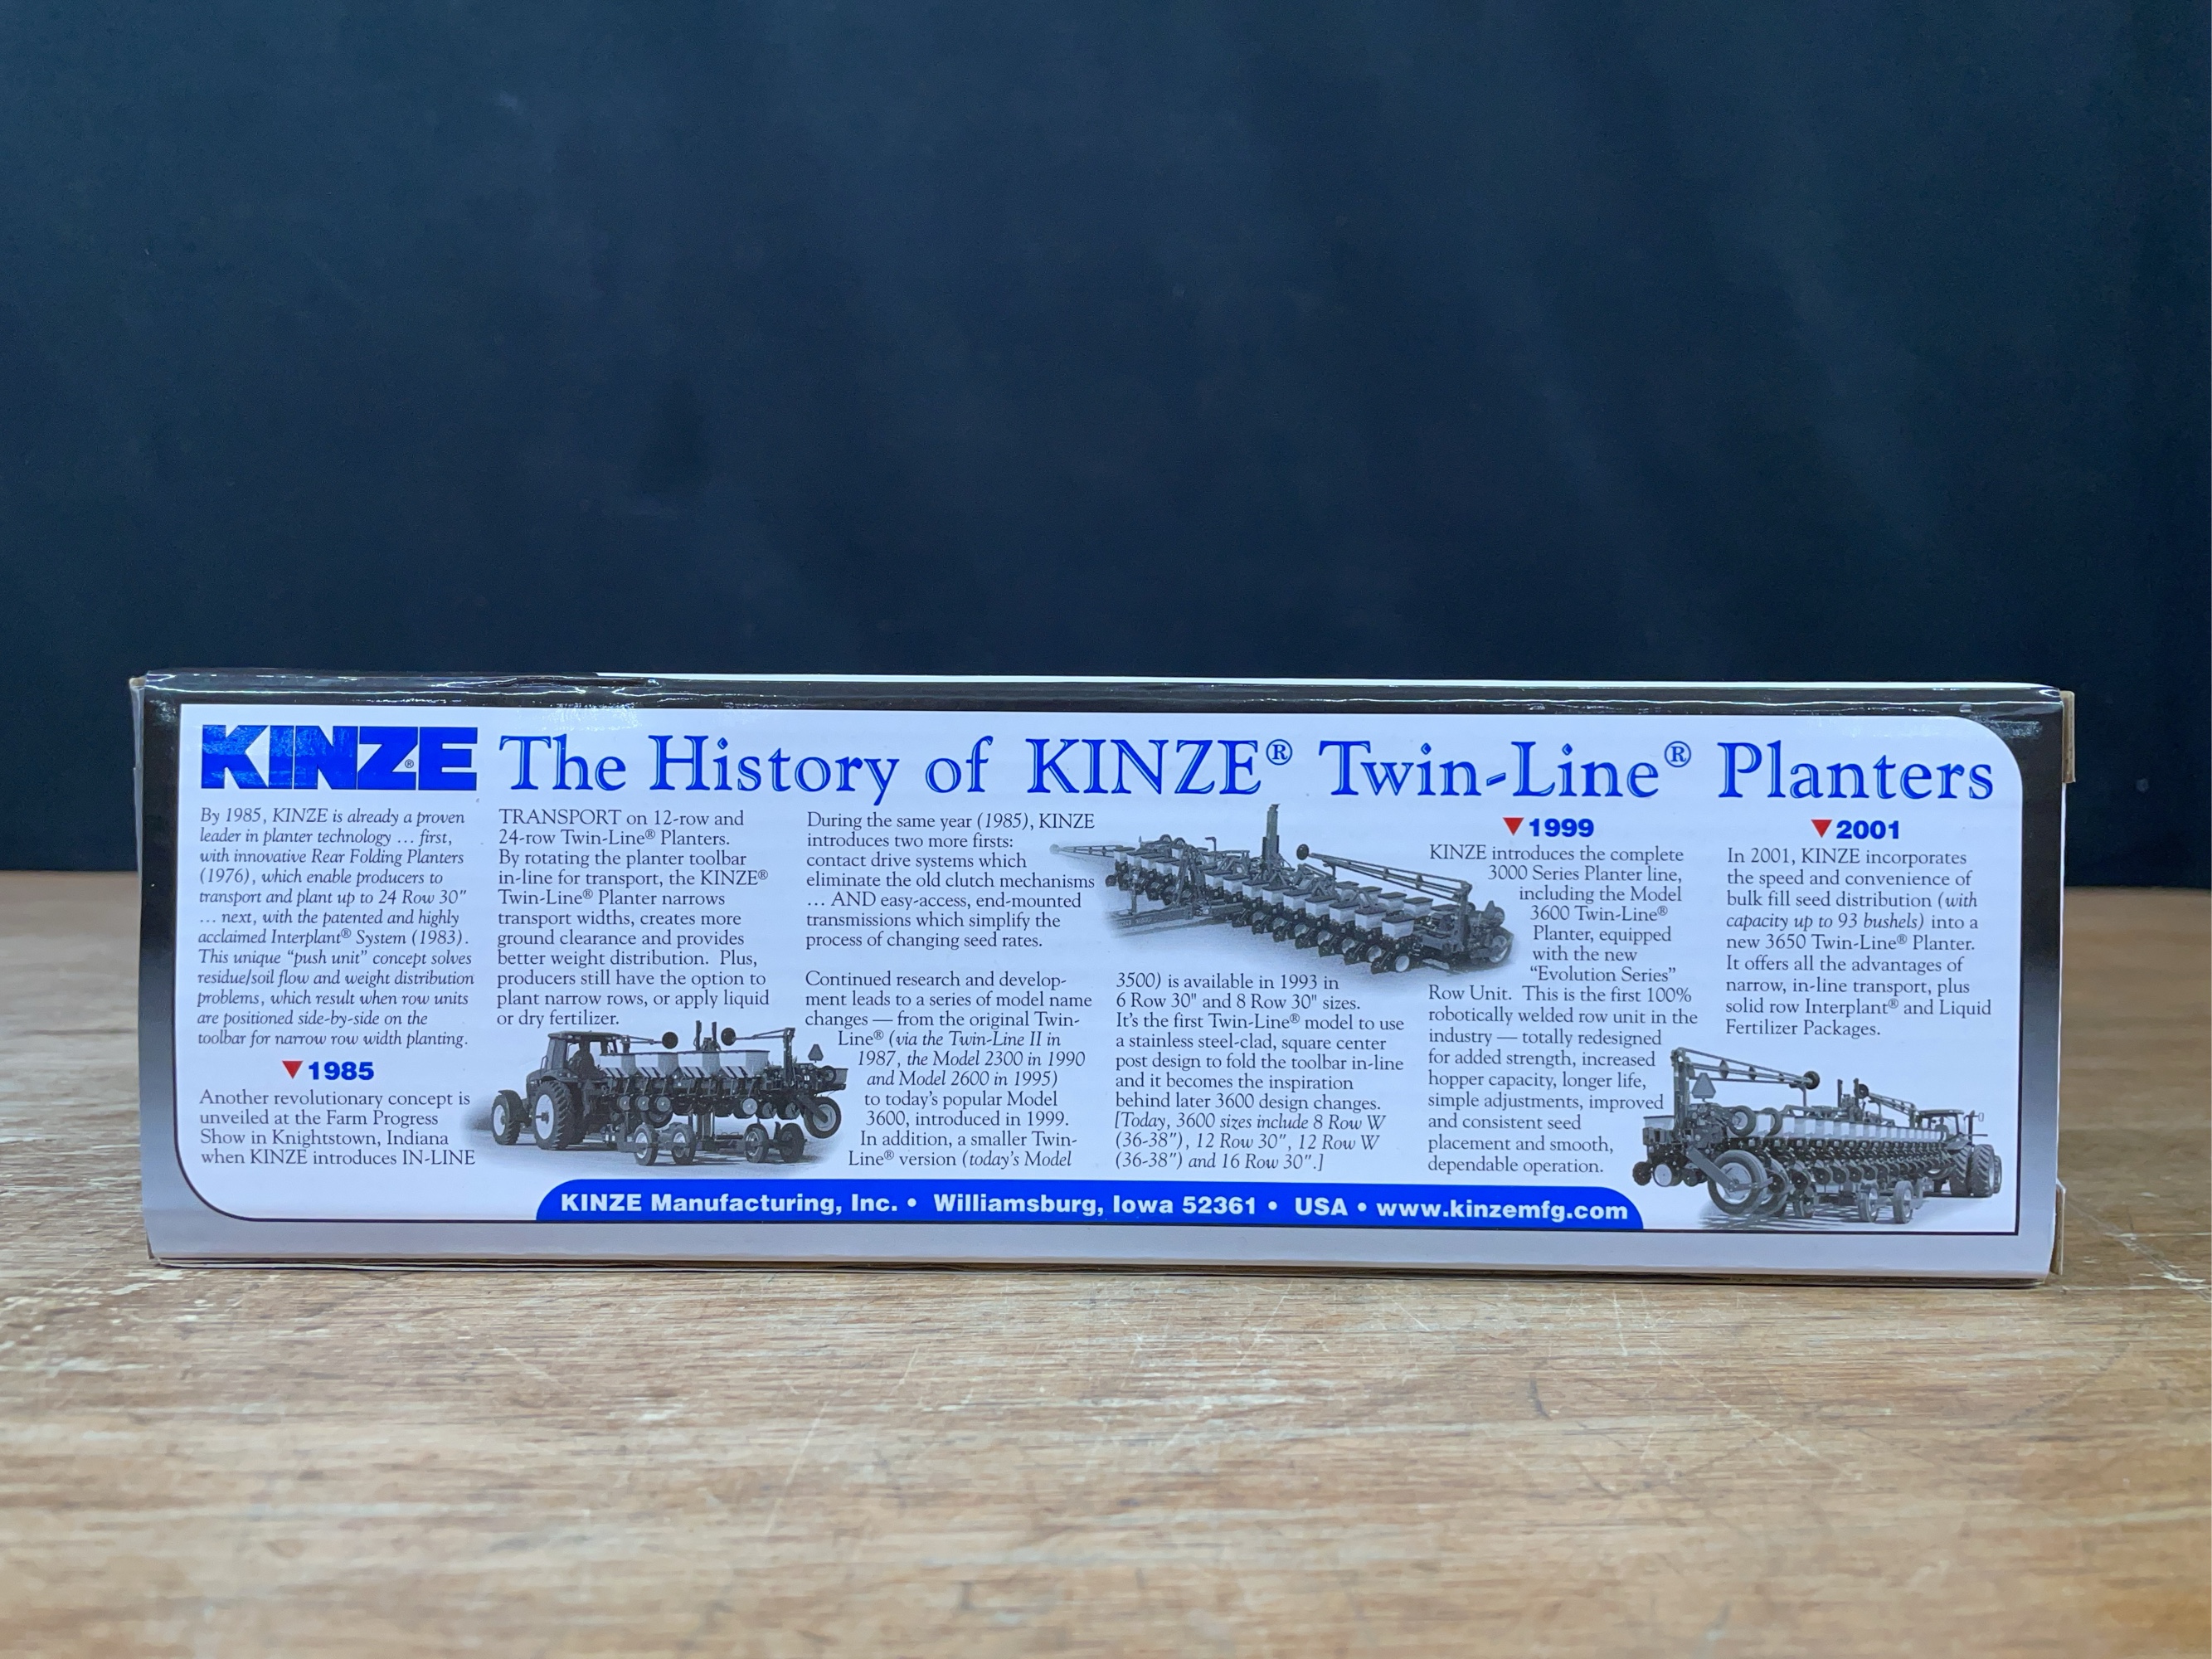 KINZE®
The History of KINZE® Twin-Line® Planters
By 1985, KINZE is already a proven
leader in planter technology ... first,
with innovative Rear Folding Planters
(1976), which enable producers to
transport and plant up to 24 Row 30"
... next, with the patented and highly
acclaimed Interplant® System (1983).
This unique “push unit” concept solves
residue/soil flow and weight distribution
problems, which result when row units
are positioned side-by-side on the
toolbar for narrow row width planting.
▼1985
Another revolutionary concept is
unveiled at the Farm Progress
Show in Knightstown, Indiana
when KINZE introduces IN-LINE
TRANSPORT on 12-row and
24-row Twin-Line® Planters.
By rotating the planter toolbar
in-line for transport, the KINZE®
Twin-Line® Planter narrows
transport widths, creates more
ground clearance and provides
better weight distribution. Plus,
producers still have the option to
plant narrow rows, or apply liquid
or dry fertilizer.
During the same year (1985), KINZE
introduces two more firsts:
contact drive systems which
eliminate the old clutch mechanisms
... AND easy-access, end-mounted
transmissions which simplify the
process of changing seed rates.
Continued research and develop-
ment leads to a series of model name
changes — from the original Twin-
Line® (via the Twin-Line II in
1987, the Model 2300 in 1990
and Model 2600 in 1995)
to today's popular Model
3600, introduced in 1999.
In addition, a smaller Twin-
Line® version (today's Model
3500) is available in 1993 in
6 Row 30" and 8 Row 30" sizes.
It's the first Twin-Line® model to use
a stainless steel-clad, square center
post design to fold the toolbar in-line
and it becomes the inspiration
behind later 3600 design changes.
[Today, 3600 sizes include 8 Row W
(36-38"), 12 Row 30", 12 Row W
(36-38") and 16 Row 30".]
▼1999
KINZE introduces the complete
3000 Series Planter line,
including the Model
3600 Twin-Line®
Planter, equipped
with the new
“Evolution Series”
Row Unit. This is the first 100%
robotically welded row unit in the
industry — totally redesigned
for added strength, increased
hopper capacity, longer life,
simple adjustments, improved
and consistent seed
placement and smooth,
dependable operation.
▼2001
In 2001, KINZE incorporates
the speed and convenience of
bulk fill seed distribution (with
capacity up to 93 bushels) into a
new 3650 Twin-Line® Planter.
It offers all the advantages of
narrow, in-line transport, plus
solid row Interplant® and Liquid
Fertilizer Packages.
KINZE Manufacturing, Inc. • Williamsburg, Iowa 52361 • USA • www.kinzemfg.com